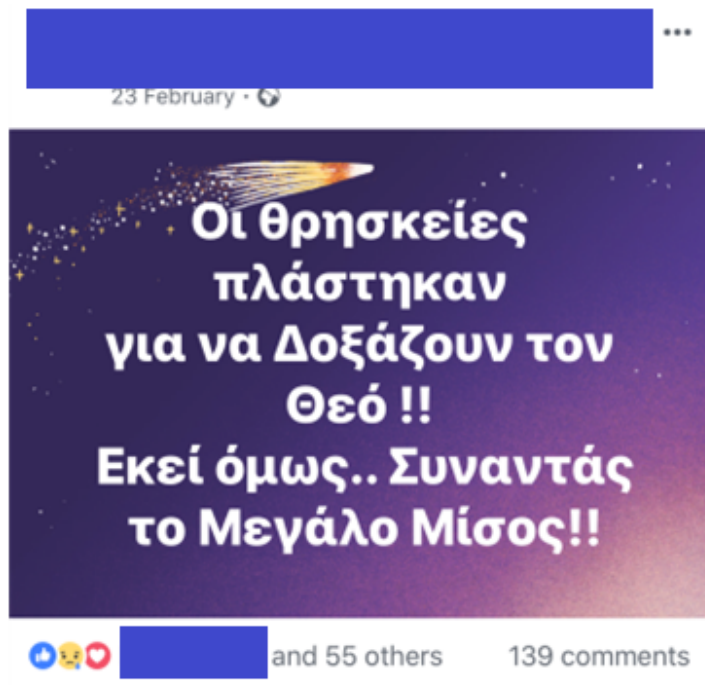 23 February ·
Οι θρησκείες
πλάστηκαν
για να Δοξάζουν τον
Θεό !!
Εκεί όμως.. Συναντάς
το Μεγάλο Μίσος!!
and 55 others 139 comments